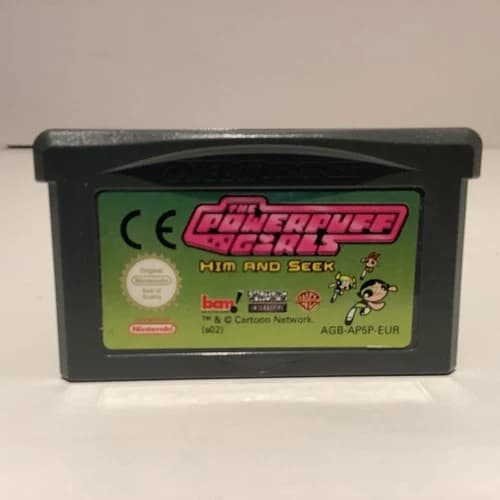 CE
THE
POWERPUFF
GIRLS
HIM AND SEEK
Original
Nintendo
Seal of
Quality
bam!
WB
™ & © Cartoon Network.
(s02)
Nintendo
AGB-AP5P-EUR